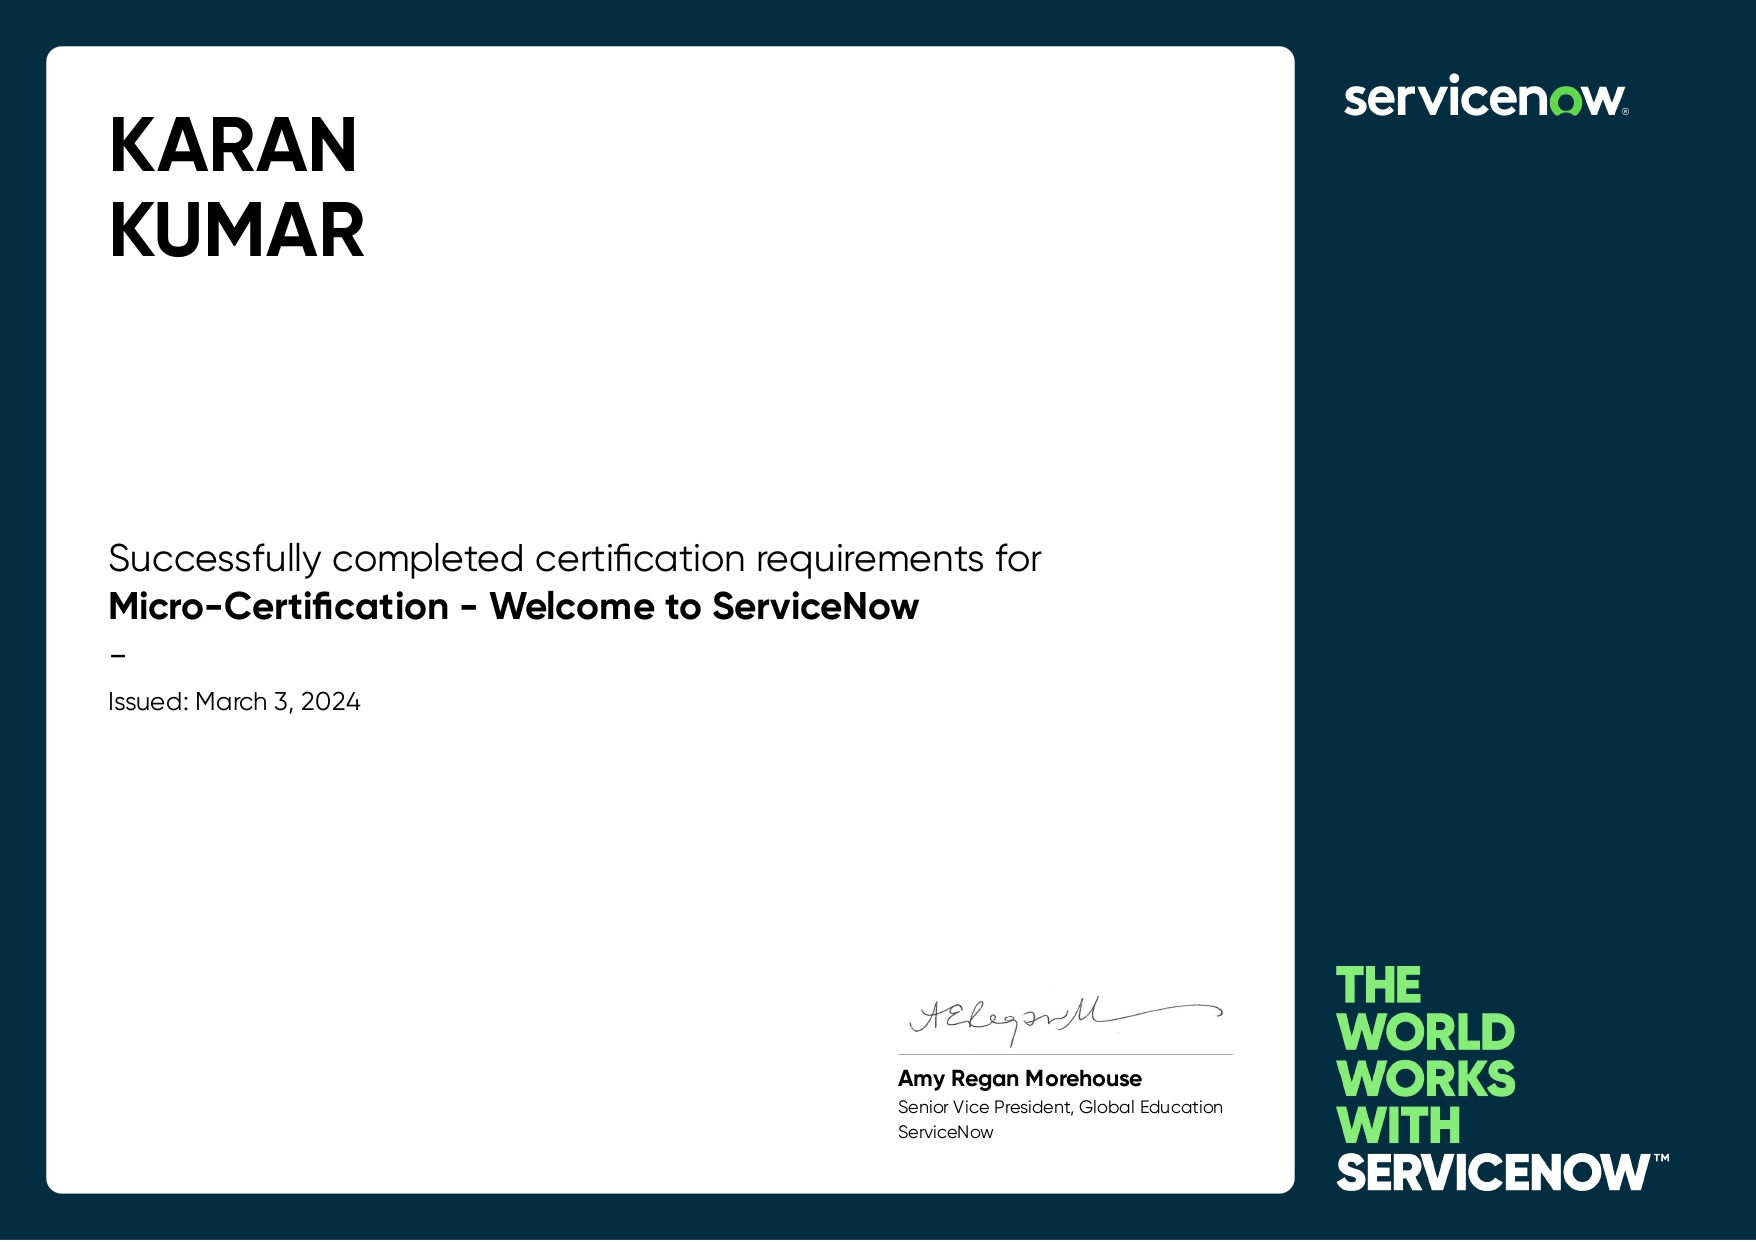 KARAN
KUMAR
servicenow®
Successfully completed certification requirements for
Micro-Certification - Welcome to ServiceNow
–
Issued: March 3, 2024
Amy Regan Morehouse
Senior Vice President, Global Education
ServiceNow
THE
WORLD
WORKS
WITH
SERVICENOW™